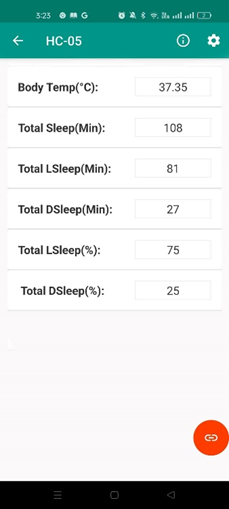 3:23
HC-05
Body Temp(°C): 37.35
Total Sleep(Min): 108
Total LSleep(Min): 81
Total DSleep(Min): 27
Total LSleep(%): 75
Total DSleep(%): 25